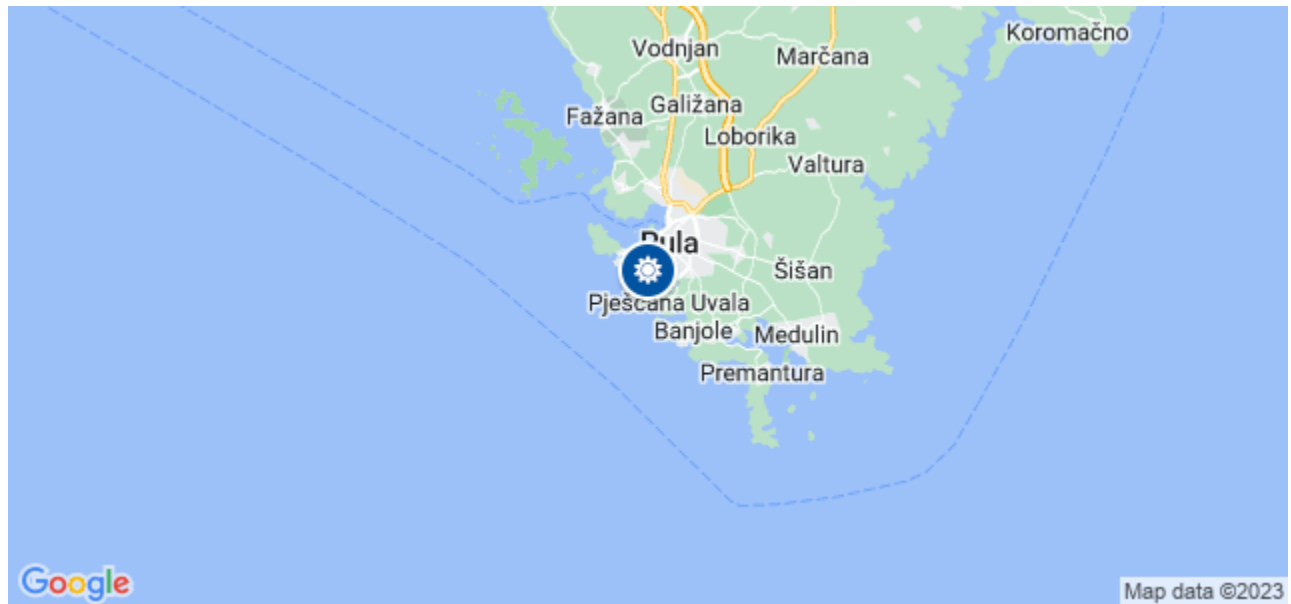 Koromačno
Vodnjan
Marčana
Galižana
Fažana
Loborika
Valtura
Pula
Šišan
Pješčana Uvala
Banjole
Medulin
Premantura
Google
Map data ©2023